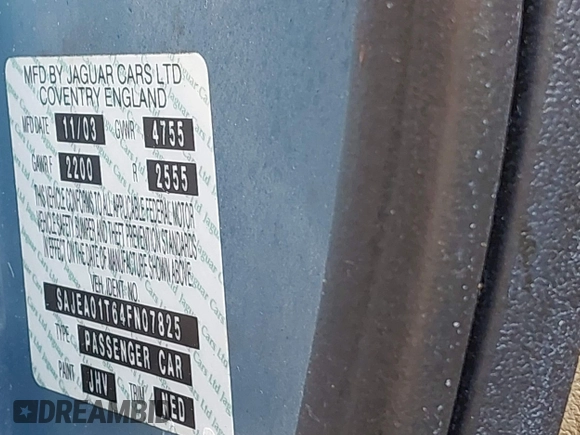 MFD BY JAGUAR CARS LTD
COVENTRY ENGLAND
MFD DATE 11/03 GVWR 4755
GAWR F 2200 R 2555
THIS VEHICLE CONFORMS TO ALL APPLICABLE FEDERAL MOTOR
VEHICLE SAFETY BUMPER AND THEFT PREVENTION STANDARDS
IN EFFECT ON THE DATE OF MANUFACTURE SHOWN ABOVE.
VEH IDENT NO.
SAJEA01T64FN07825
TYPE PASSENGER CAR
PAINT JHV TRIM HED
DREAMBID